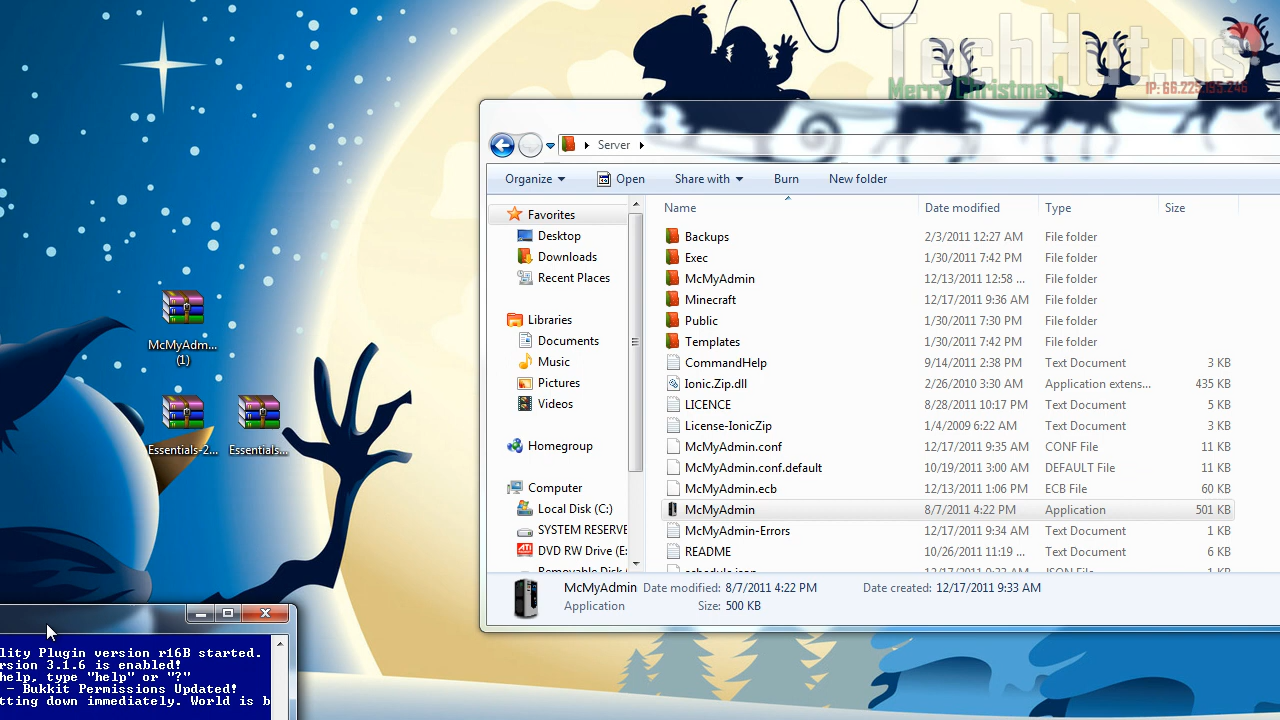 TechHut.us
Merry Christmas!
IP: 66.225.195.246
Server
Organize
Open
Share with
Burn
New folder
Name
Date modified
Type
Size
Favorites
Desktop
Downloads
Recent Places
Libraries
Documents
Music
Pictures
Videos
Homegroup
Computer
Local Disk (C:)
SYSTEM RESERVE
DVD RW Drive (E:
Removable Disk
Backups 2/3/2011 12:27 AM File folder
Exec 1/30/2011 7:42 PM File folder
McMyAdmin 12/13/2011 12:58 ... File folder
Minecraft 12/17/2011 9:36 AM File folder
Public 1/30/2011 7:30 PM File folder
Templates 1/30/2011 7:42 PM File folder
CommandHelp 9/14/2011 2:38 PM Text Document 3 KB
Ionic.Zip.dll 2/26/2010 3:30 AM Application extens... 435 KB
LICENCE 8/28/2011 10:17 PM Text Document 5 KB
License-IonicZip 1/4/2009 6:22 AM Text Document 3 KB
McMyAdmin.conf 12/17/2011 9:35 AM CONF File 11 KB
McMyAdmin.conf.default 10/19/2011 3:00 AM DEFAULT File 11 KB
McMyAdmin.ecb 12/13/2011 1:06 PM ECB File 60 KB
McMyAdmin 8/7/2011 4:22 PM Application 501 KB
McMyAdmin-Errors 12/17/2011 9:34 AM Text Document 1 KB
README 10/26/2011 11:19 ... Text Document 6 KB
McMyAdmin Date modified: 8/7/2011 4:22 PM Date created: 12/17/2011 9:33 AM
Application Size: 500 KB
McMyAdm...
(1)
Essentials-2...
Essentials...
lity Plugin version r16B started.
rsion 3.1.6 is enabled!
help, type "help" or "?"
- Bukkit Permissions Updated!
tting down immediately. World is b